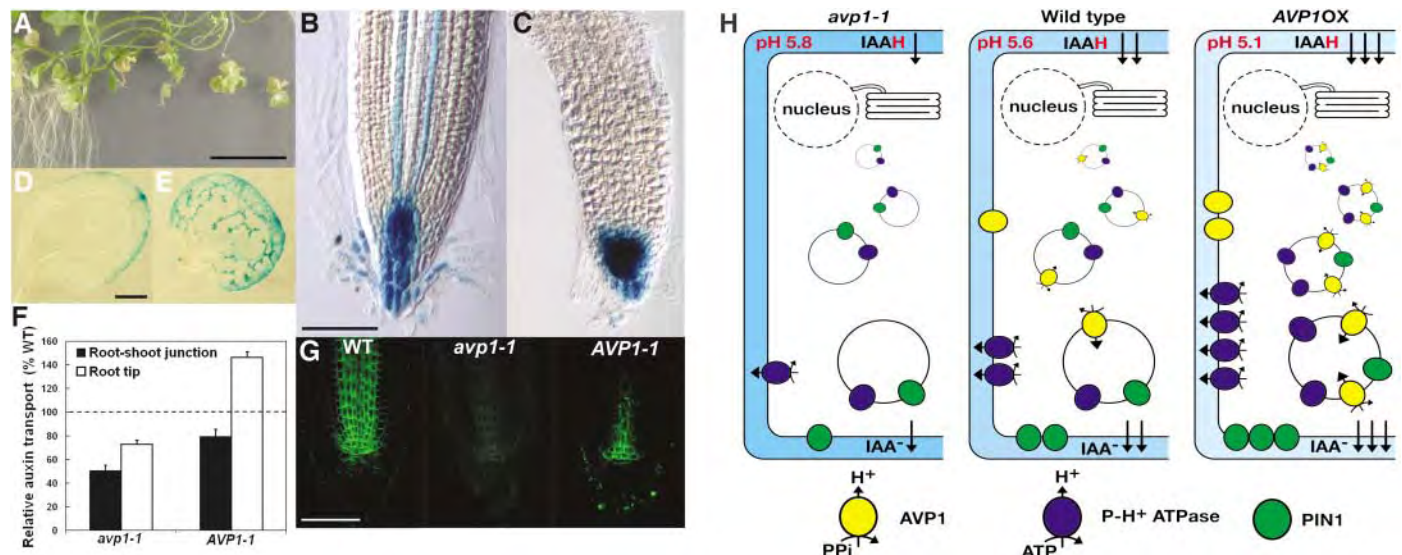 A
B
C
D
E
F
Relative auxin transport (% WT)
160
140
120
100
80
60
40
20
0
Root-shoot junction
Root tip
avp1-1
AVP1-1
G
WT
avp1-1
AVP1-1
H
avp1-1
Wild type
AVP1OX
pH 5.8
IAAH
pH 5.6
IAAH
pH 5.1
IAAH
nucleus
nucleus
nucleus
IAA-
IAA-
IAA-
H+
AVP1
PPi
H+
P-H+ ATPase
ATP
PIN1